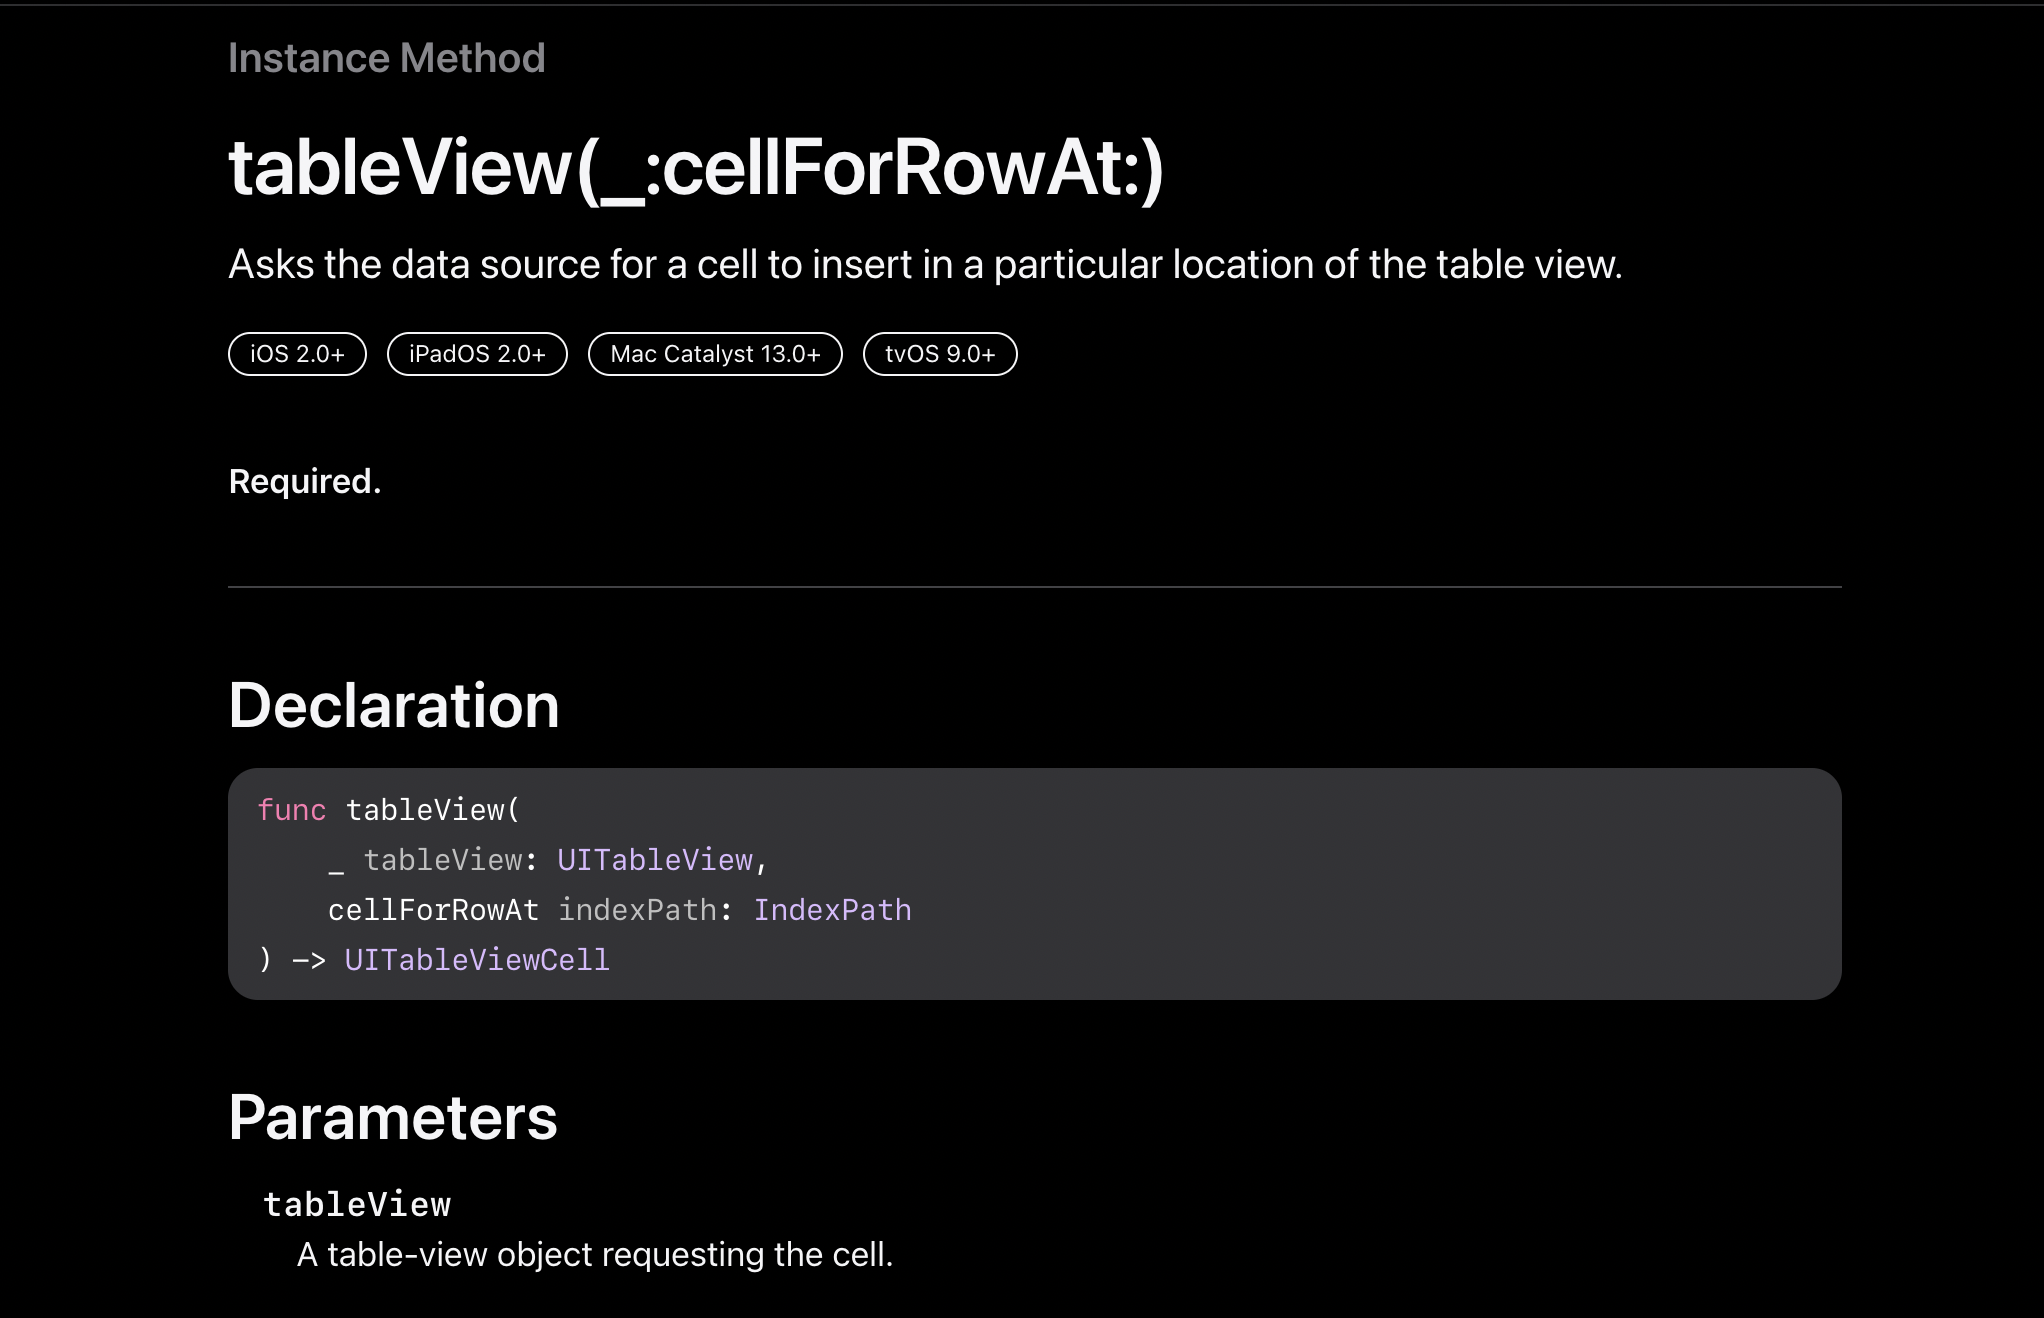 Instance Method
tableView(_:cellForRowAt:)
Asks the data source for a cell to insert in a particular location of the table view.
iOS 2.0+ iPadOS 2.0+ Mac Catalyst 13.0+ tvOS 9.0+
Required.
Declaration
func tableView(
    _ tableView: UITableView,
    cellForRowAt indexPath: IndexPath
) -> UITableViewCell
Parameters
tableView
A table-view object requesting the cell.